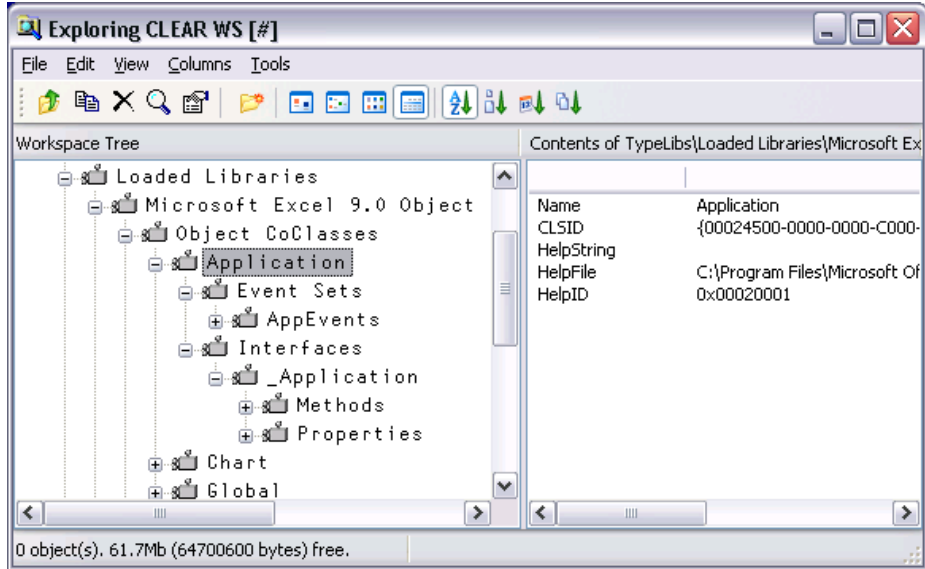 Exploring CLEAR WS [#]
File Edit View Columns Tools
Workspace Tree
Contents of TypeLibs\Loaded Libraries\Microsoft Ex
Loaded Libraries
Microsoft Excel 9.0 Object
Object CoClasses
Application
Event Sets
AppEvents
Interfaces
_Application
Methods
Properties
Chart
Global
Name Application
CLSID {00024500-0000-0000-C000-
HelpString
HelpFile C:\Program Files\Microsoft Of
HelpID 0x00020001
0 object(s). 61.7Mb (64700600 bytes) free.